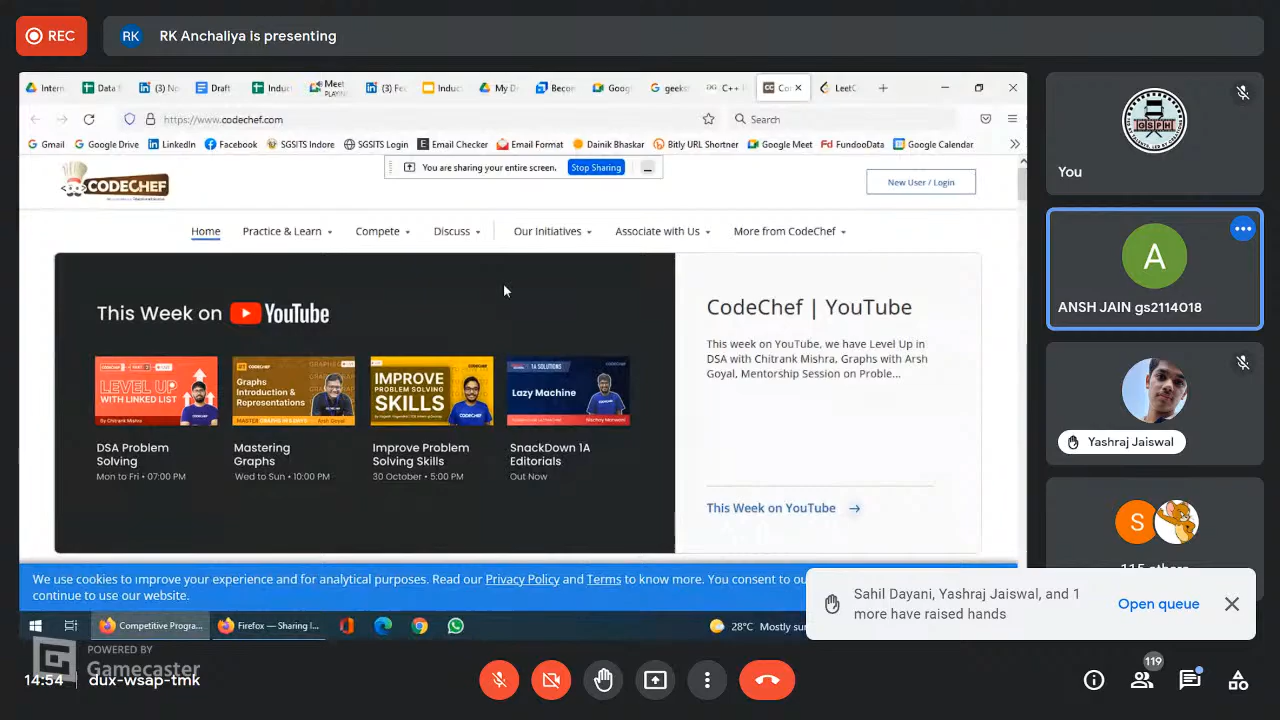 REC
RK
RK Anchaliya is presenting
Intern
Data
(3) No
Draft
Induc
Meet
PLAYING
(3) Fe
Induc
My D
Becon
Goog
geeks
C++
Co
LeetC
https://www.codechef.com
Search
Gmail
Google Drive
LinkedIn
Facebook
SGSITS Indore
SGSITS Login
Email Checker
Email Format
Dainik Bhaskar
Bitly URL Shortner
Google Meet
FundooData
Google Calendar
You are sharing your entire screen.
Stop Sharing
CODECHEF
New User / Login
Home
Practice & Learn
Compete
Discuss
Our Initiatives
Associate with Us
More from CodeChef
This Week on YouTube
LEVEL UP
WITH LINKED LIST
Graphs
Introduction &
Representations
IMPROVE
PROBLEM SOLVING
SKILLS
Lazy Machine
DSA Problem
Solving
Mon to Fri • 07:00 PM
Mastering
Graphs
Wed to Sun • 10:00 PM
Improve Problem
Solving Skills
30 October • 5:00 PM
SnackDown 1A
Editorials
Out Now
CodeChef | YouTube
This week on YouTube, we have Level Up in
DSA with Chitrank Mishra, Graphs with Arsh
Goyal, Mentorship Session on Proble...
This Week on YouTube
We use cookies to improve your experience and for analytical purposes. Read our Privacy Policy and Terms to know more. You consent to ou
continue to use our website.
Competitive Progra...
Firefox — Sharing I...
28°C Mostly su
You
A
ANSH JAIN gs2114018
Yashraj Jaiswal
S
115 others
Sahil Dayani, Yashraj Jaiswal, and 1
more have raised hands
Open queue
POWERED BY
Gamecaster
14:54
dux-wsap-tmk
119